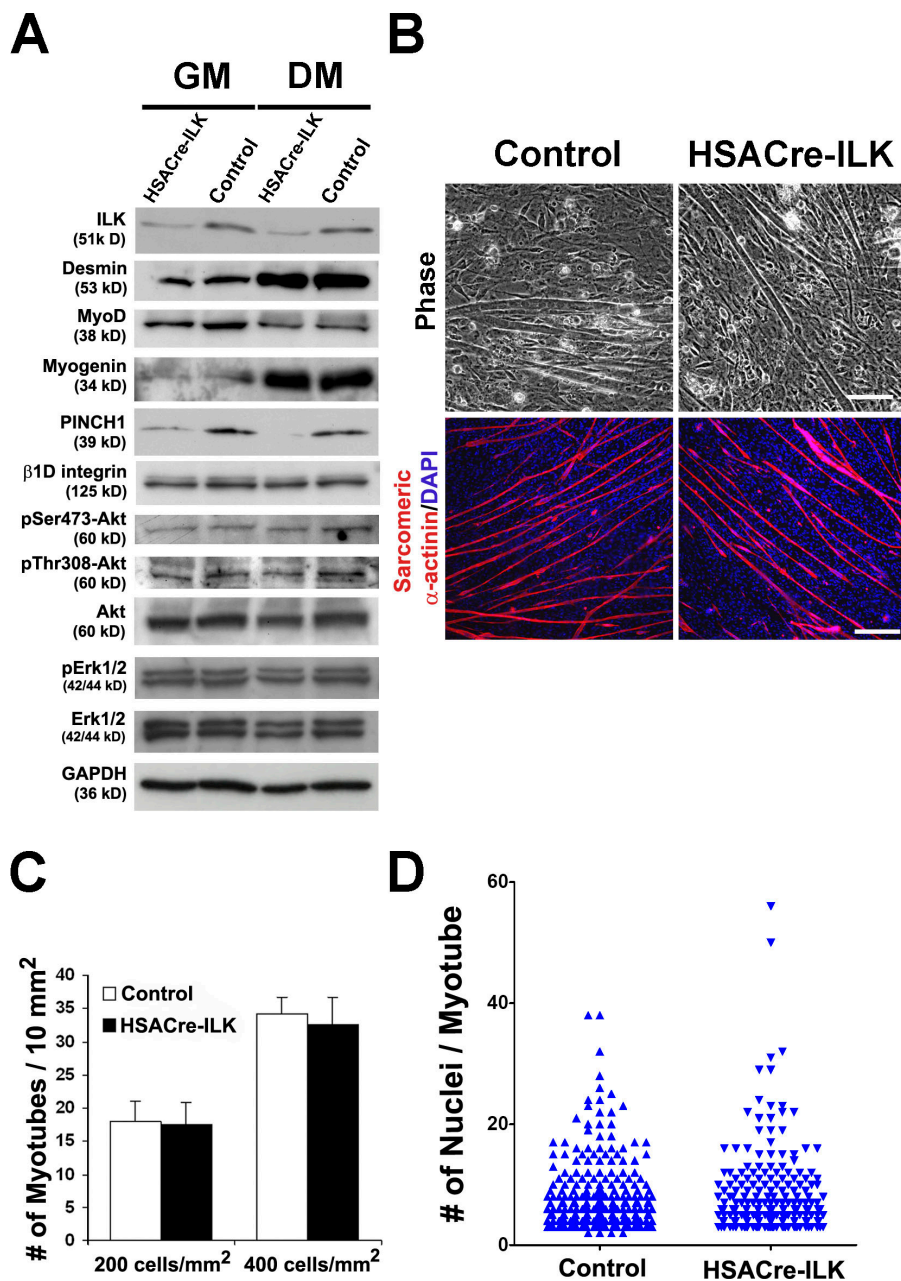 A
GM DM
HSACre-ILK Control HSACre-ILK Control
ILK
(51k D)
Desmin
(53 kD)
MyoD
(38 kD)
Myogenin
(34 kD)
PINCH1
(39 kD)
β1D integrin
(125 kD)
pSer473-Akt
(60 kD)
pThr308-Akt
(60 kD)
Akt
(60 kD)
pErk1/2
(42/44 kD)
Erk1/2
(42/44 kD)
GAPDH
(36 kD)
B
Control HSACre-ILK
Phase
Sarcomeric
α-actinin/DAPI
C
# of Myotubes / 10 mm²
40
35
30
25
20
15
10
5
0
Control
HSACre-ILK
200 cells/mm² 400 cells/mm²
D
# of Nuclei / Myotube
60
40
20
0
Control HSACre-ILK